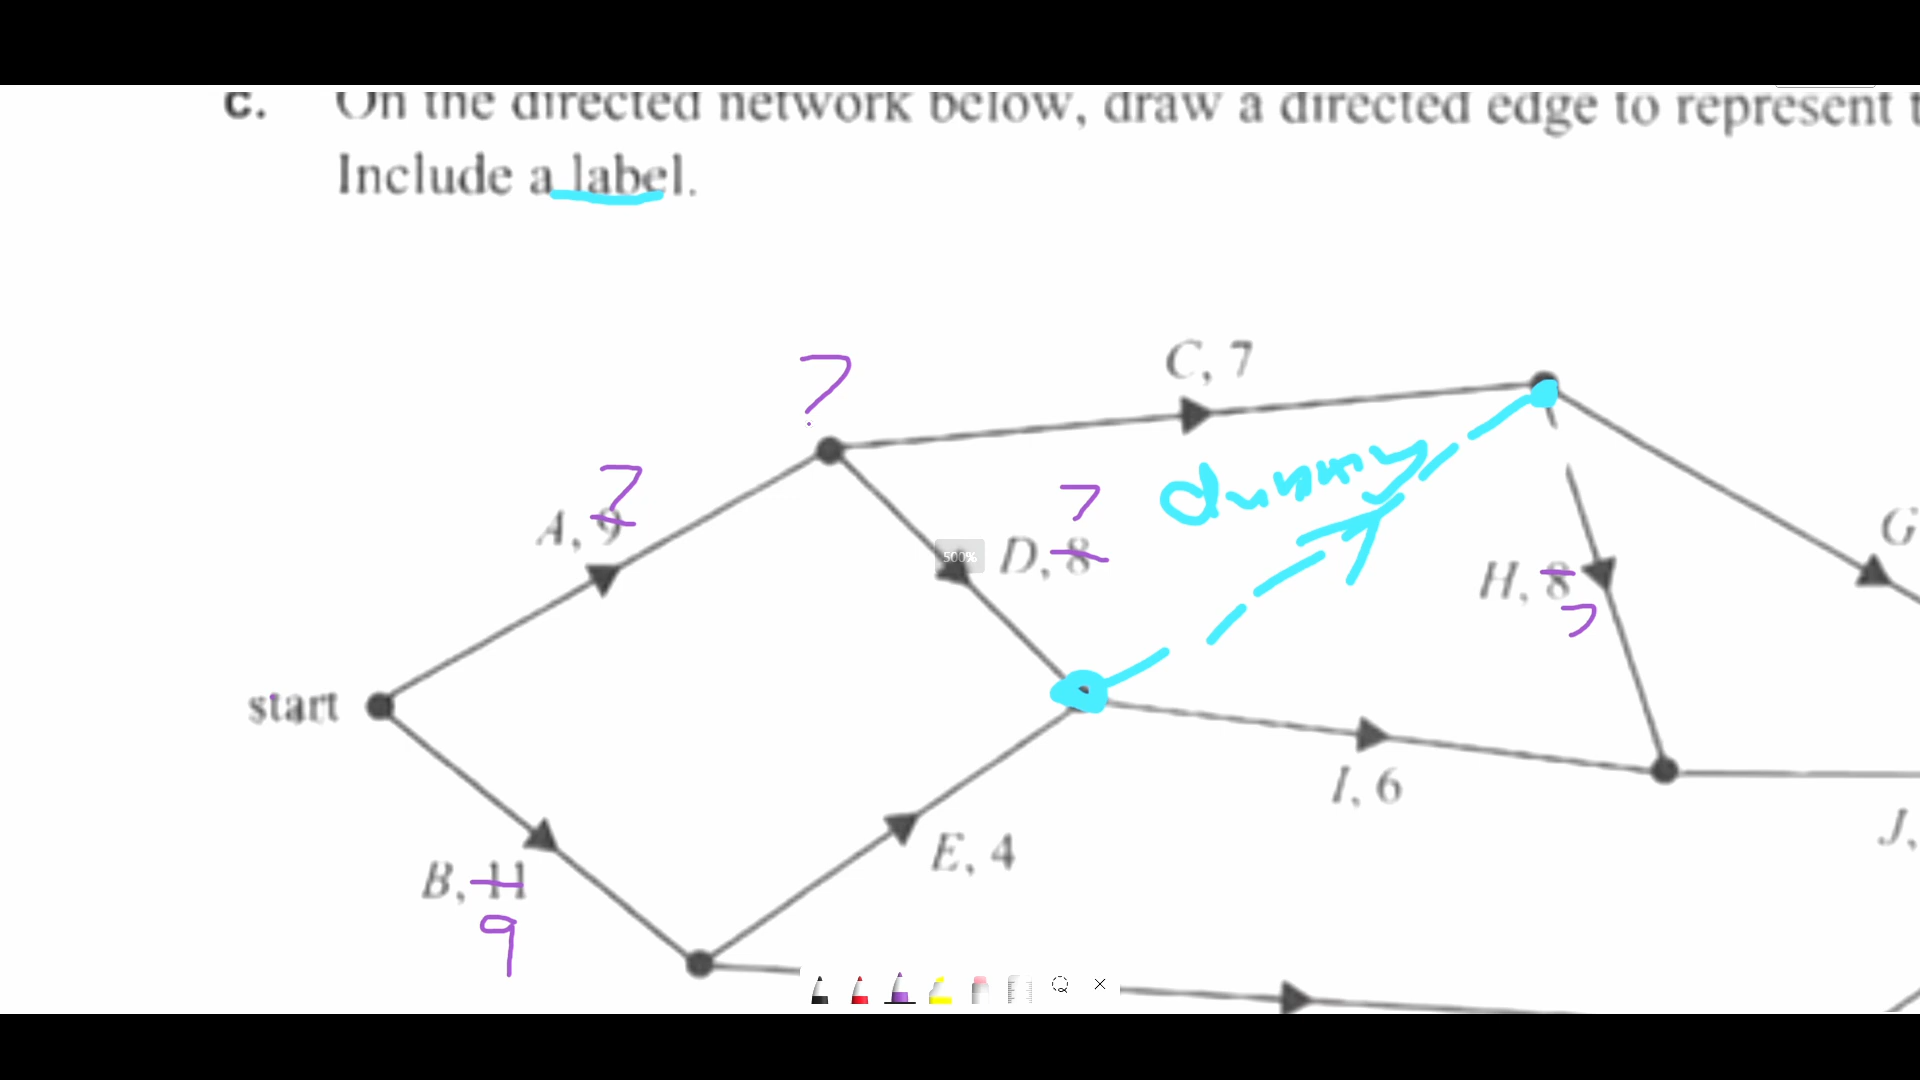 c. On the directed network below, draw a directed edge to represent t
Include a label.
7
C, 7
7
A, 9
7
dummy
D, 8
500%
H, 8
7
G
start
I, 6
J,
E, 4
B, 11
9